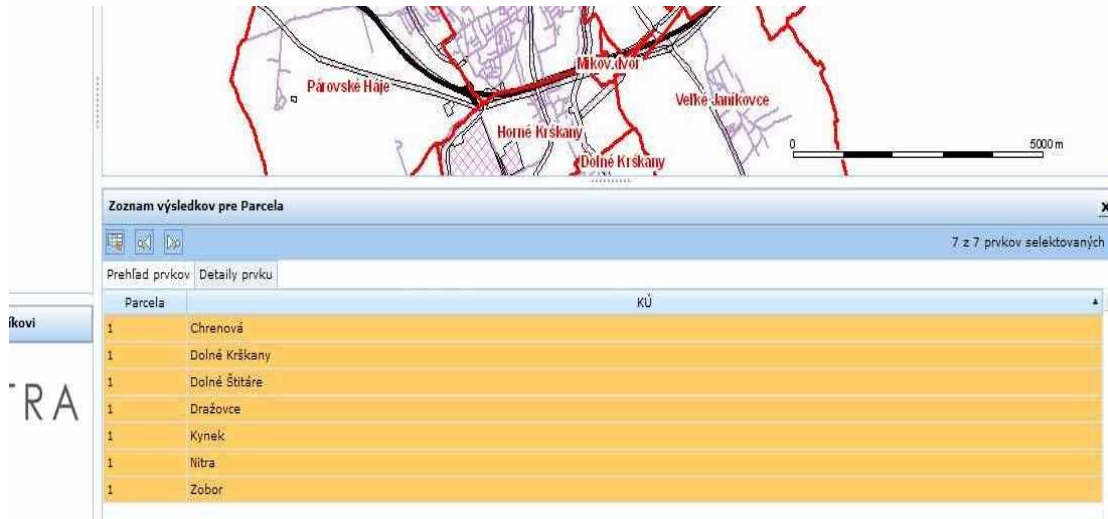 Mikov.dvor
Párovské Háje
Veľké Janíkovce
Horné Krškany
0 5000 m
Dolné Krškany
Zoznam výsledkov pre Parcela x
7 z 7 prvkov selektovaných
Prehľad prvkov Detaily prvku
Parcela KÚ
íkovi
1 Chrenová
1 Dolné Krškany
1 Dolné Štitáre
TRA
1 Dražovce
1 Kynek
1 Nitra
1 Zobor